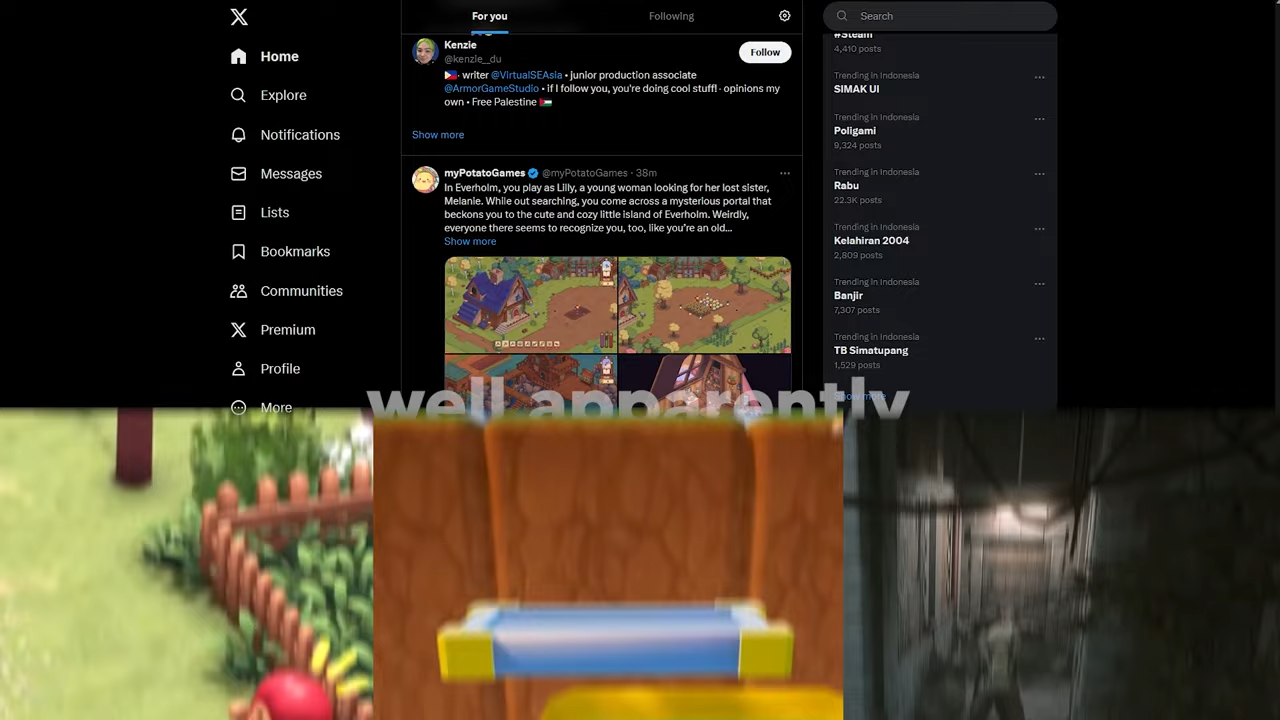 Home
Explore
Notifications
Messages
Lists
Bookmarks
Communities
Premium
Profile
More
For you
Following
Kenzie
@kenzie__du
Follow
🇵🇭· writer @VirtualSEAsia • junior production associate
@ArmorGameStudio • if I follow you, you're doing cool stuff! · opinions my
own • Free Palestine 🇵🇸
Show more
myPotatoGames @myPotatoGames · 38m
In Everholm, you play as Lilly, a young woman looking for her lost sister,
Melanie. While out searching, you come across a mysterious portal that
beckons you to the cute and cozy little island of Everholm. Weirdly,
everyone there seems to recognize you, too, like you're an old...
Show more
Search
#Steam
4,410 posts
Trending in Indonesia
SIMAK UI
Trending in Indonesia
Poligami
9,324 posts
Trending in Indonesia
Rabu
22.3K posts
Trending in Indonesia
Kelahiran 2004
2,809 posts
Trending in Indonesia
Banjir
7,307 posts
Trending in Indonesia
TB Simatupang
1,529 posts
Show more
well apparently